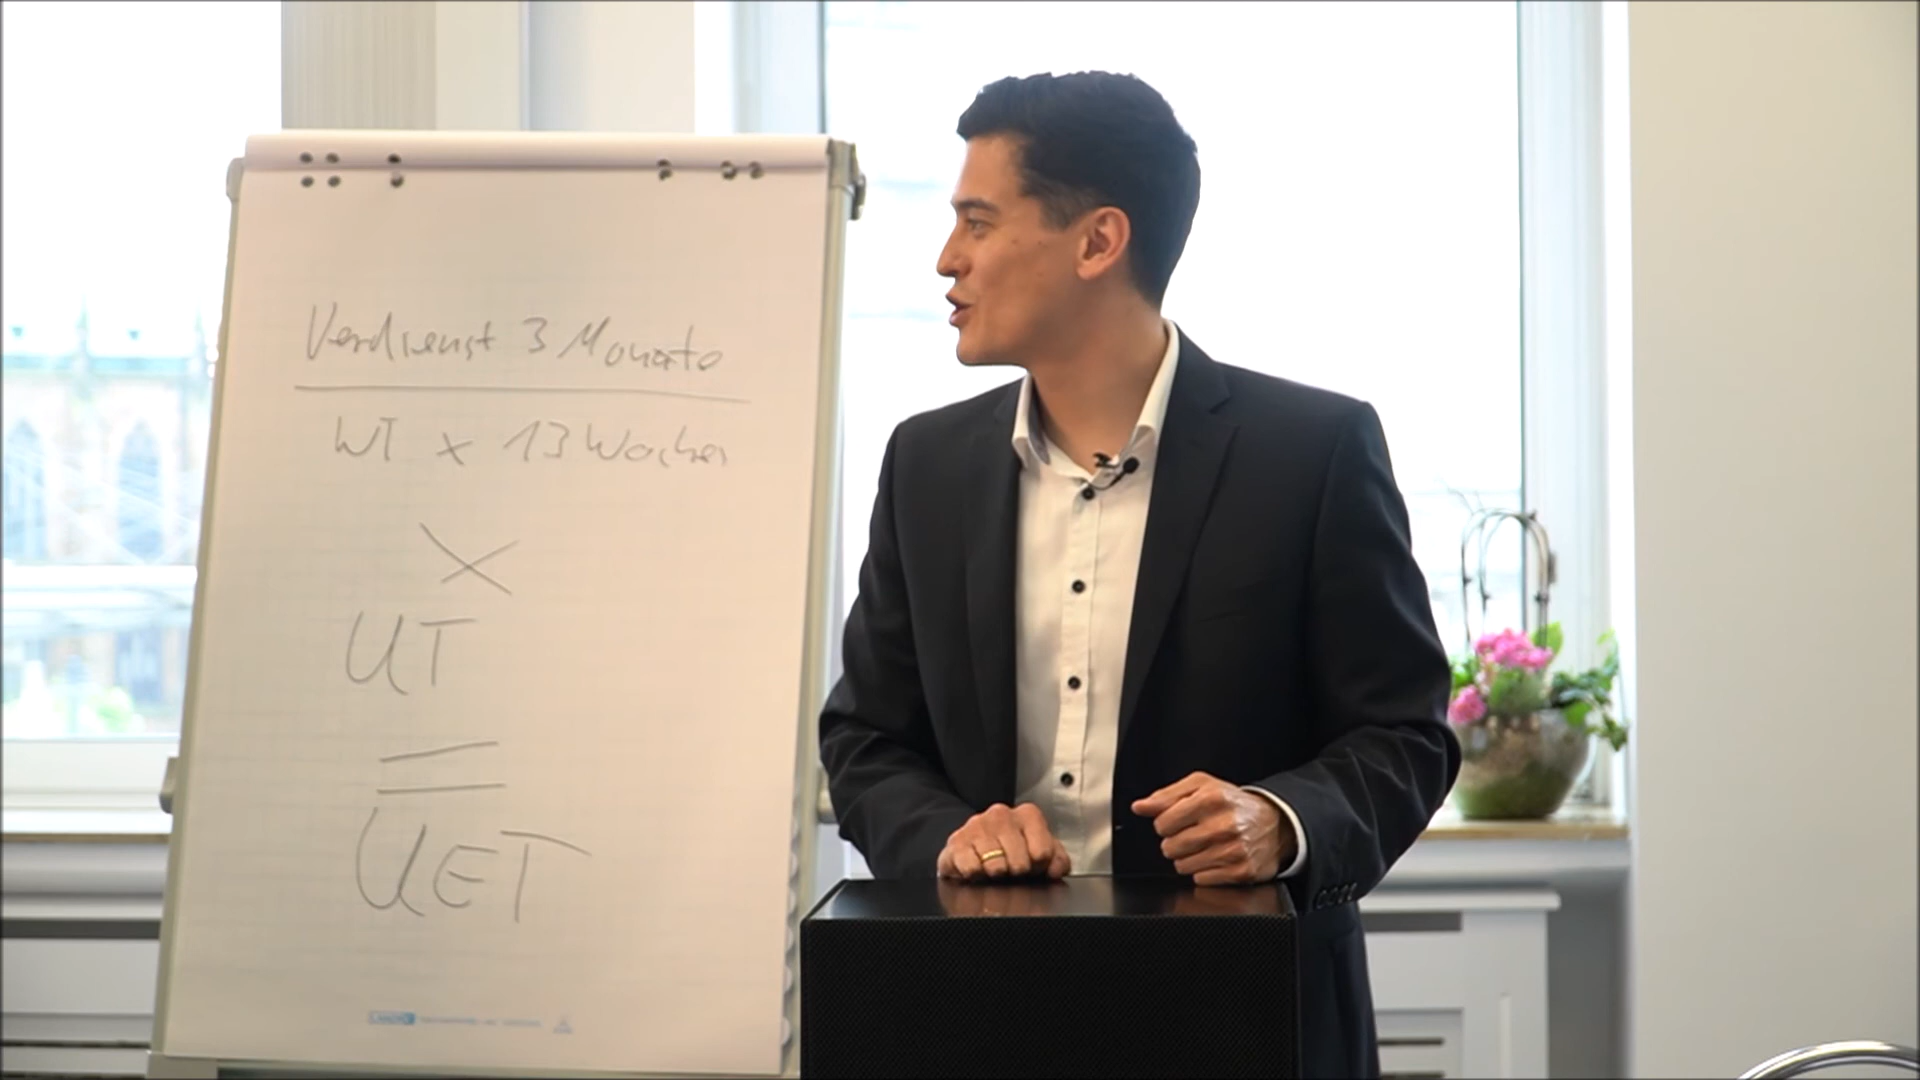 Verdienst 3 Monate
WT x 13 Wochen
X
UT
=
UET